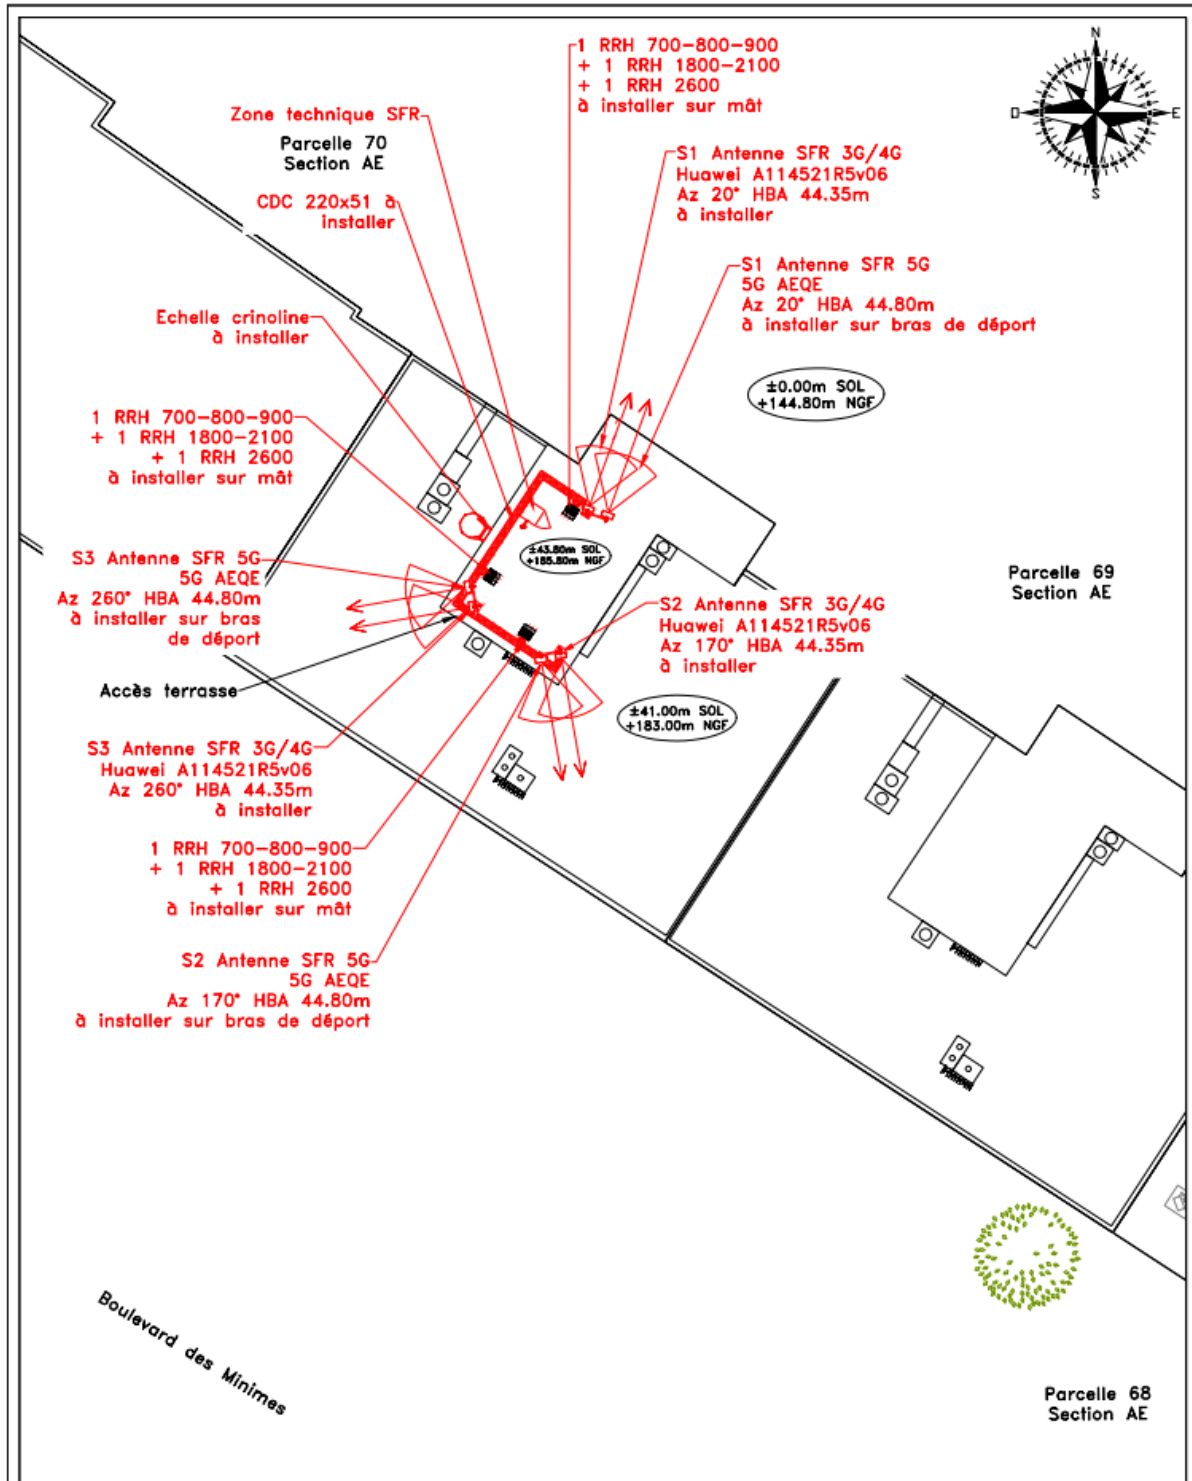 1 RRH 700-800-900
+ 1 RRH 1800-2100
+ 1 RRH 2600
à installer sur mât
N
O
E
S
Zone technique SFR
Parcelle 70
Section AE
CDC 220x51 à
installer
S1 Antenne SFR 3G/4G
Huawei A114521R5v06
Az 20° HBA 44.35m
à installer
S1 Antenne SFR 5G
5G AEQE
Az 20° HBA 44.80m
à installer sur bras de déport
Echelle crinoline
à installer
±0.00m SOL
+144.80m NGF
1 RRH 700-800-900
+ 1 RRH 1800-2100
+ 1 RRH 2600
à installer sur mât
±43.80m SOL
+185.80m NGF
S3 Antenne SFR 5G
5G AEQE
Az 260° HBA 44.80m
à installer sur bras
de déport
Parcelle 69
Section AE
S2 Antenne SFR 3G/4G
Huawei A114521R5v06
Az 170° HBA 44.35m
à installer
Accès terrasse
±41.00m SOL
+183.00m NGF
S3 Antenne SFR 3G/4G
Huawei A114521R5v06
Az 260° HBA 44.35m
à installer
1 RRH 700-800-900
+ 1 RRH 1800-2100
+ 1 RRH 2600
à installer sur mât
S2 Antenne SFR 5G
5G AEQE
Az 170° HBA 44.80m
à installer sur bras de déport
Boulevard des Minimes
Parcelle 68
Section AE